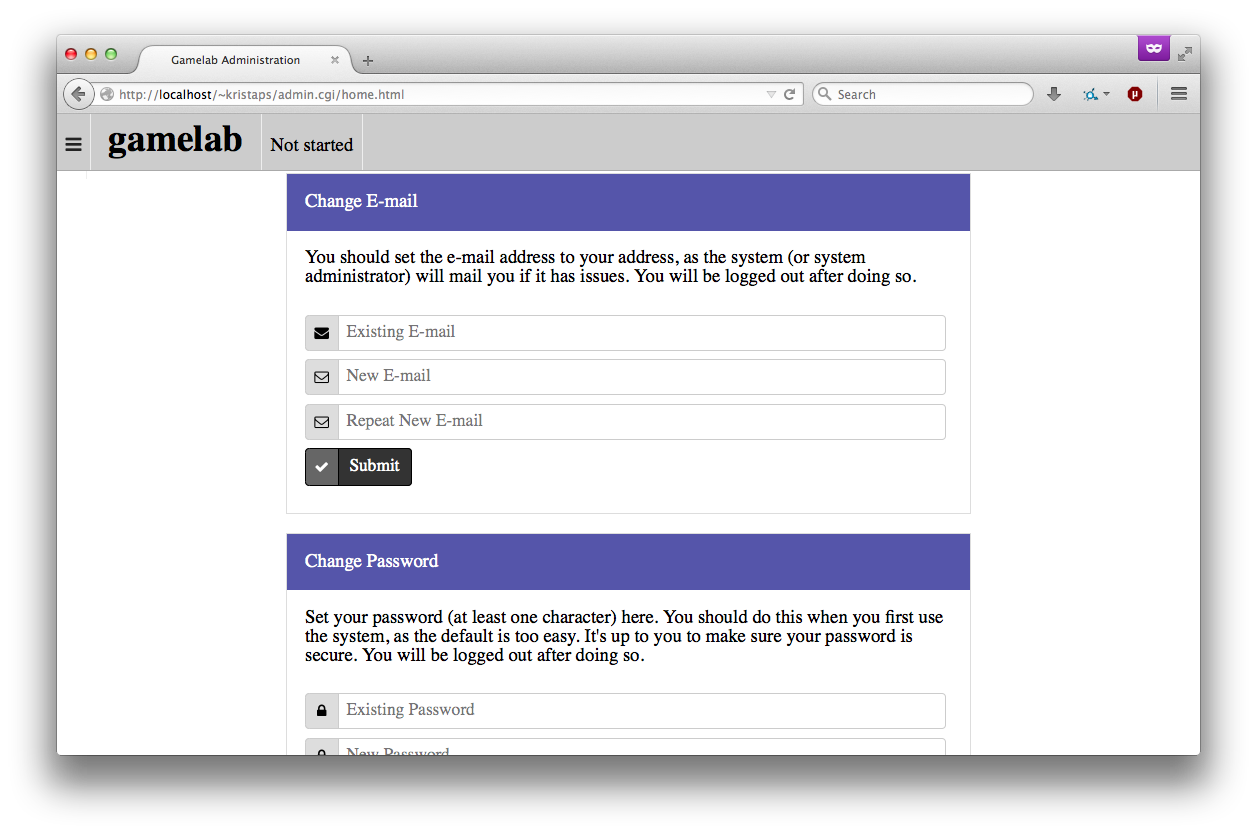 Gamelab Administration
http://localhost/~kristaps/admin.cgi/home.html
Search
gamelab
Not started
Change E-mail
You should set the e-mail address to your address, as the system (or system
administrator) will mail you if it has issues. You will be logged out after doing so.
Existing E-mail
New E-mail
Repeat New E-mail
Submit
Change Password
Set your password (at least one character) here. You should do this when you first use
the system, as the default is too easy. It's up to you to make sure your password is
secure. You will be logged out after doing so.
Existing Password
New Password